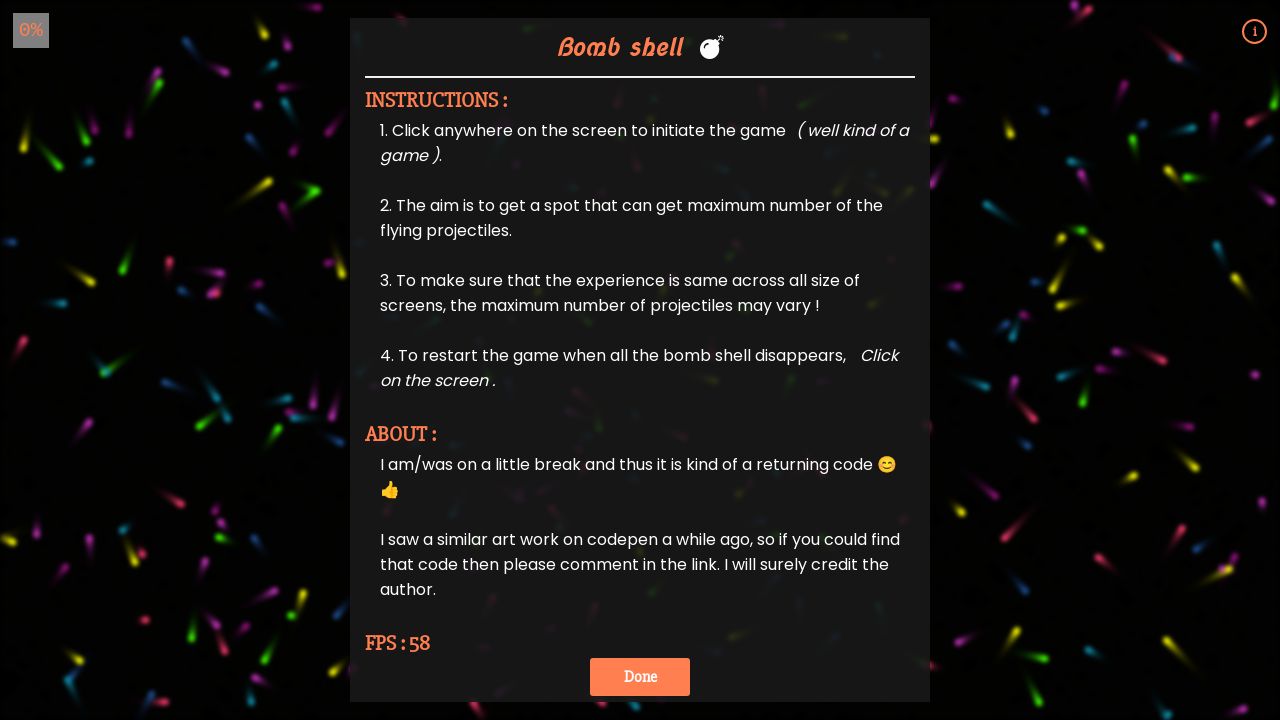 0%
i
Bomb shell 💣
INSTRUCTIONS :
1. Click anywhere on the screen to initiate the game ( well kind of a
game ).
2. The aim is to get a spot that can get maximum number of the
flying projectiles.
3. To make sure that the experience is same across all size of
screens, the maximum number of projectiles may vary !
4. To restart the game when all the bomb shell disappears, Click
on the screen .
ABOUT :
I am/was on a little break and thus it is kind of a returning code 😊
👍
I saw a similar art work on codepen a while ago, so if you could find
that code then please comment in the link. I will surely credit the
author.
FPS : 58
Done